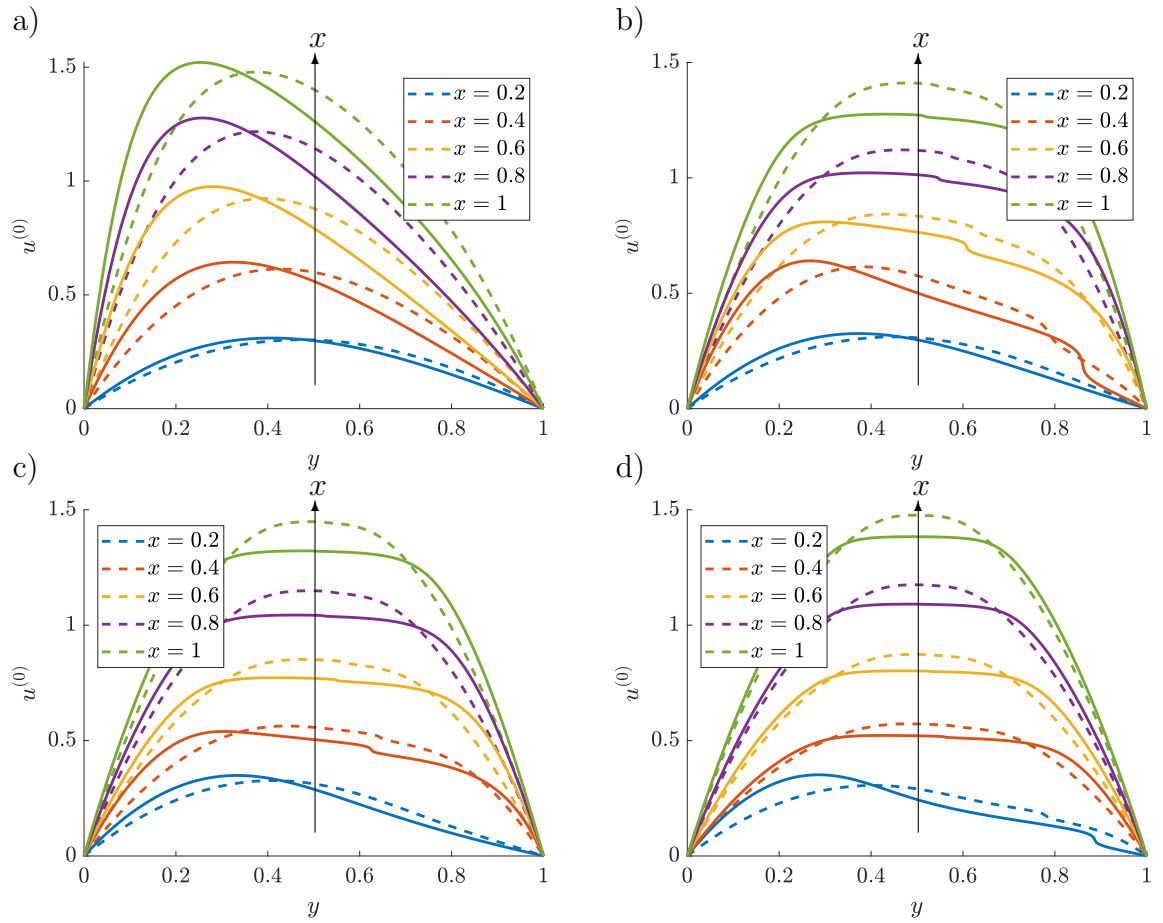 a)
x
1.5
1
0.5
0
u^{(0)}
x = 0.2
x = 0.4
x = 0.6
x = 0.8
x = 1
0 0.2 0.4 0.6 0.8 1
y
b)
x
1.5
1
0.5
0
u^{(0)}
x = 0.2
x = 0.4
x = 0.6
x = 0.8
x = 1
0 0.2 0.4 0.6 0.8 1
y
c)
x
1.5
1
0.5
0
u^{(0)}
x = 0.2
x = 0.4
x = 0.6
x = 0.8
x = 1
0 0.2 0.4 0.6 0.8 1
y
d)
x
1.5
1
0.5
0
u^{(0)}
x = 0.2
x = 0.4
x = 0.6
x = 0.8
x = 1
0 0.2 0.4 0.6 0.8 1
y